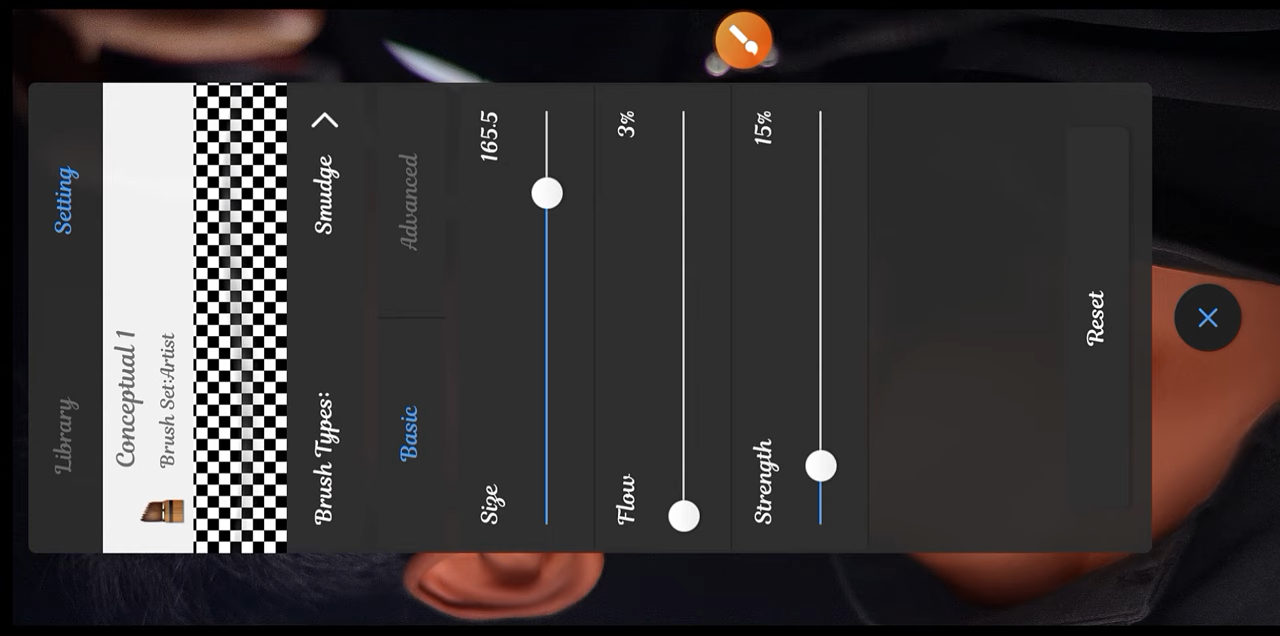 Library
Setting
Conceptual 1
Brush Set:Artist
Brush Types:
Smudge
Basic
Advanced
Size
165.5
Flow
3%
Strength
15%
Reset